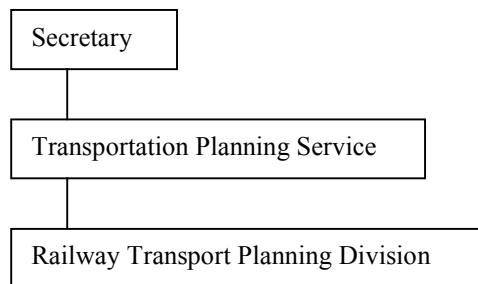 Secretary
Transportation Planning Service
Railway Transport Planning Division